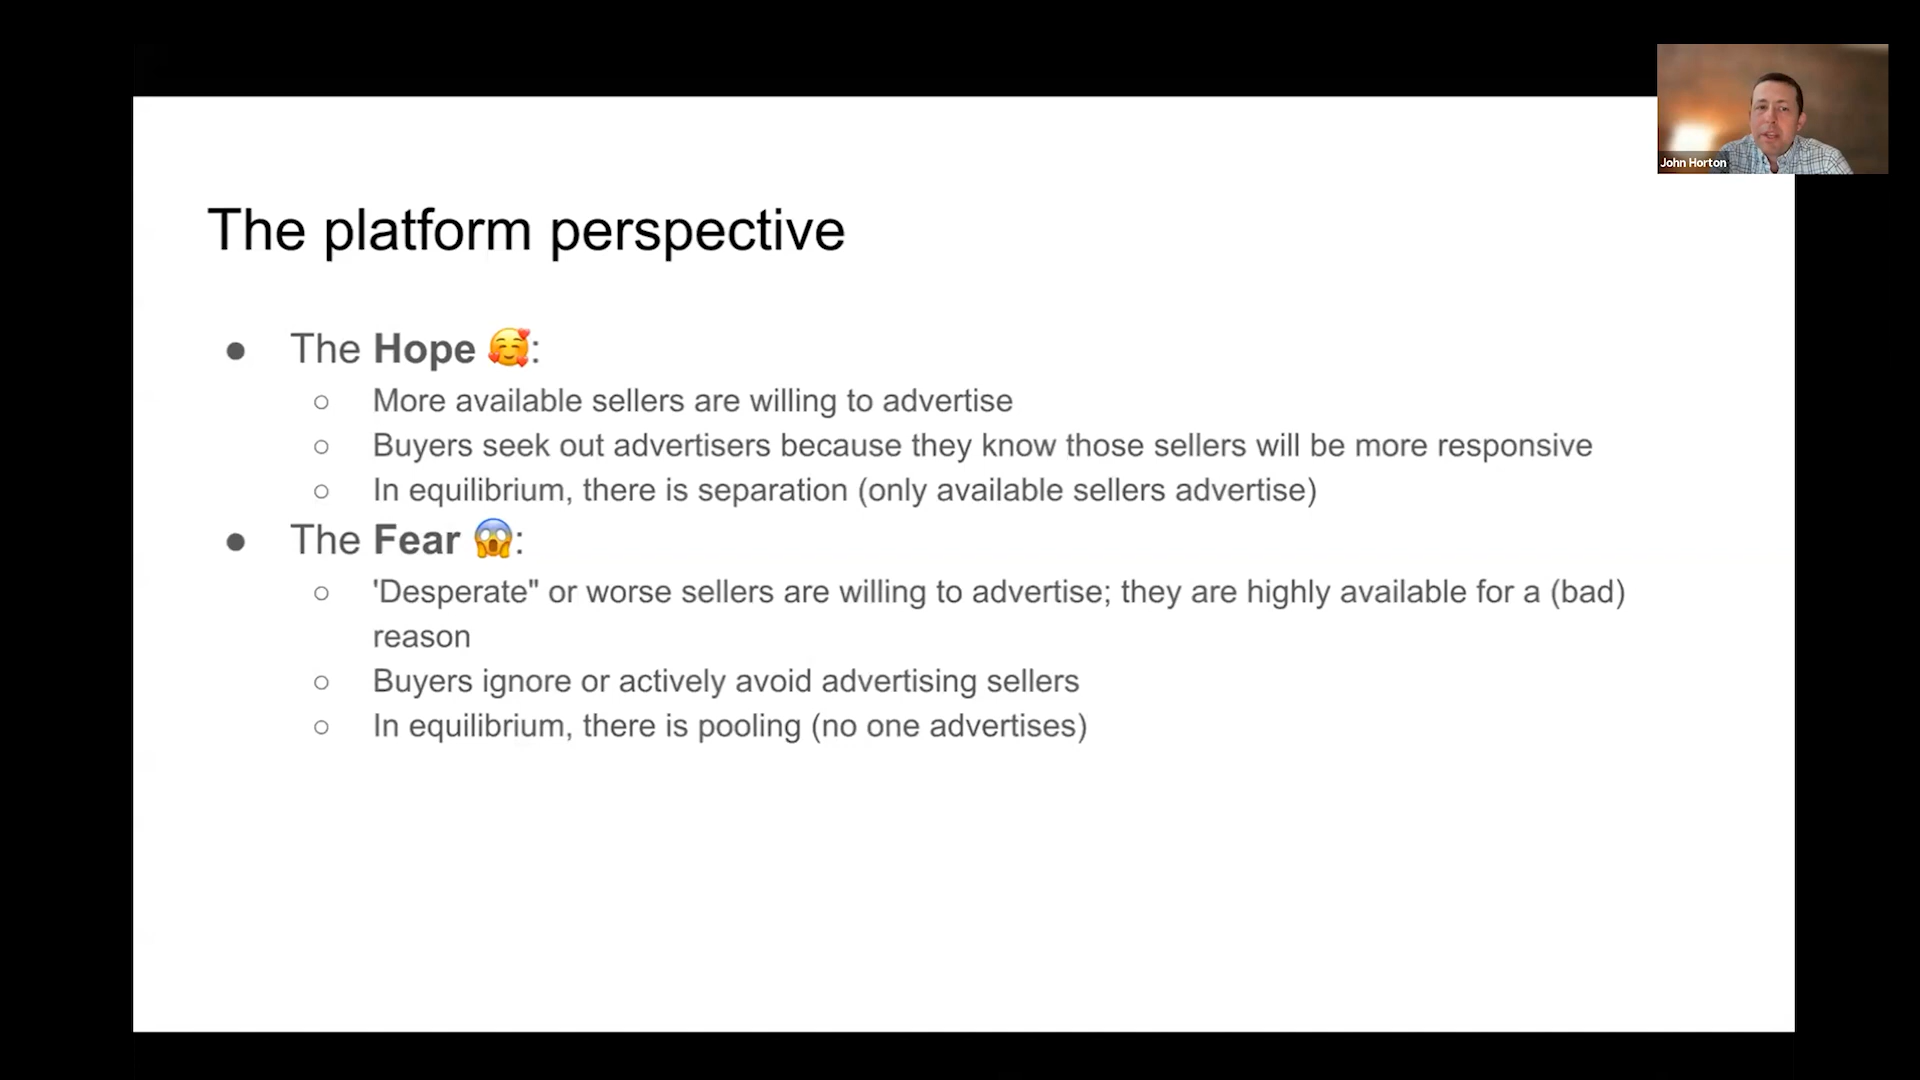 John Horton
The platform perspective
● The Hope 🥰:
○ More available sellers are willing to advertise
○ Buyers seek out advertisers because they know those sellers will be more responsive
○ In equilibrium, there is separation (only available sellers advertise)
● The Fear 😱:
○ 'Desperate" or worse sellers are willing to advertise; they are highly available for a (bad)
reason
○ Buyers ignore or actively avoid advertising sellers
○ In equilibrium, there is pooling (no one advertises)